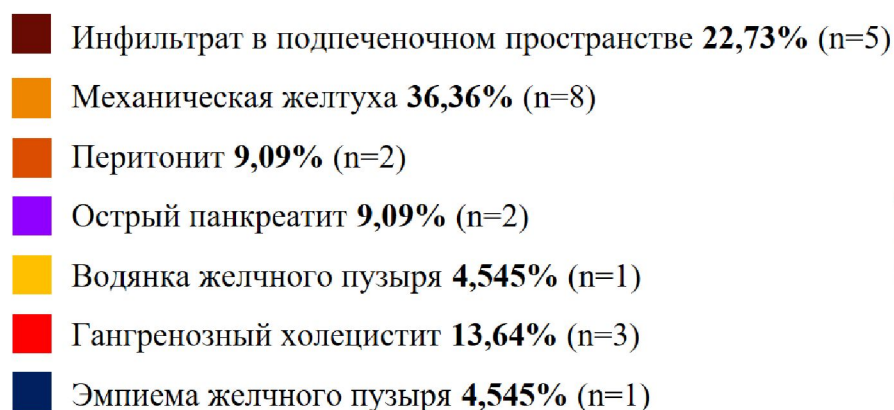 Инфильтрат в подпеченочном пространстве 22,73% (n=5)
Механическая желтуха 36,36% (n=8)
Перитонит 9,09% (n=2)
Острый панкреатит 9,09% (n=2)
Водянка желчного пузыря 4,545% (n=1)
Гангренозный холецистит 13,64% (n=3)
Эмпиема желчного пузыря 4,545% (n=1)